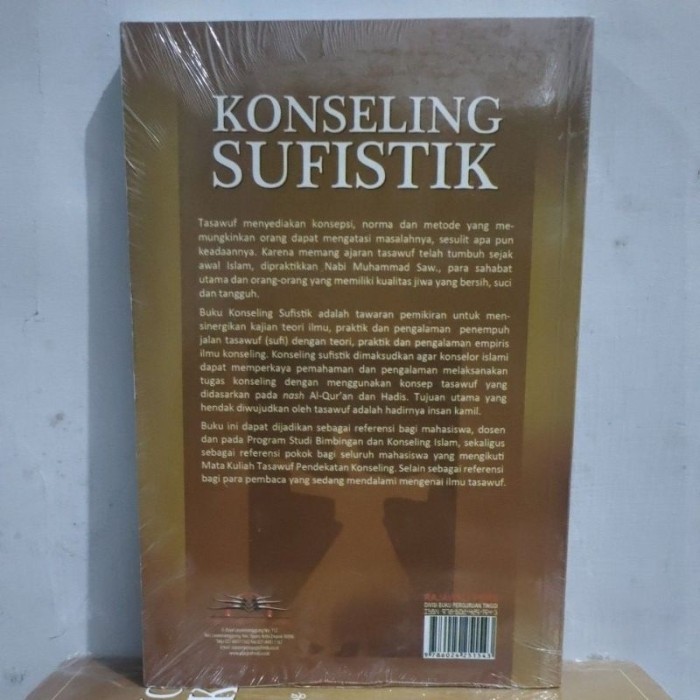 KONSELING
SUFISTIK
Tasawuf menyediakan konsepsi, norma dan metode yang me-
mungkinkan orang dapat mengatasi masalahnya, sesulit apa pun
keadaannya. Karena memang ajaran tasawuf telah tumbuh sejak
awal Islam, dipraktikkan Nabi Muhammad Saw., para sahabat
utama dan orang-orang yang memiliki kualitas jiwa yang bersih, suci
dan tangguh.
Buku Konseling Sufistik adalah tawaran pemikiran untuk men-
sinergikan kajian teori ilmu, praktik dan pengalaman penempuh
jalan tasawuf (sufi) dengan teori, praktik dan pengalaman empiris
ilmu konseling. Konseling sufistik dimaksudkan agar konselor islami
dapat memperkaya pemahaman dan pengalaman melaksanakan
tugas konseling dengan menggunakan konsep tasawuf yang
didasarkan pada nash Al-Qur'an dan Hadis. Tujuan utama yang
hendak diwujudkan oleh tasawuf adalah hadirnya insan kamil.
Buku ini dapat dijadikan sebagai referensi bagi mahasiswa, dosen
dan pada Program Studi Bimbingan dan Konseling Islam, sekaligus
sebagai referensi pokok bagi seluruh mahasiswa yang mengikuti
Mata Kuliah Tasawuf Pendekatan Konseling. Selain sebagai referensi
bagi para pembaca yang sedang mendalami mengenai ilmu tasawuf.
DIVISI BUKU PERGURUAN TINGGI